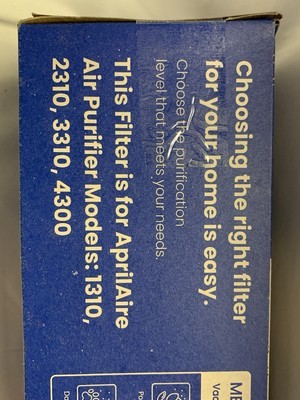 Choosing the right filter
for your home is easy.
Choose the purification
level that meets your needs.
This Filter is for AprilAire
Air Purifier Models: 1310,
2310, 3310, 4300